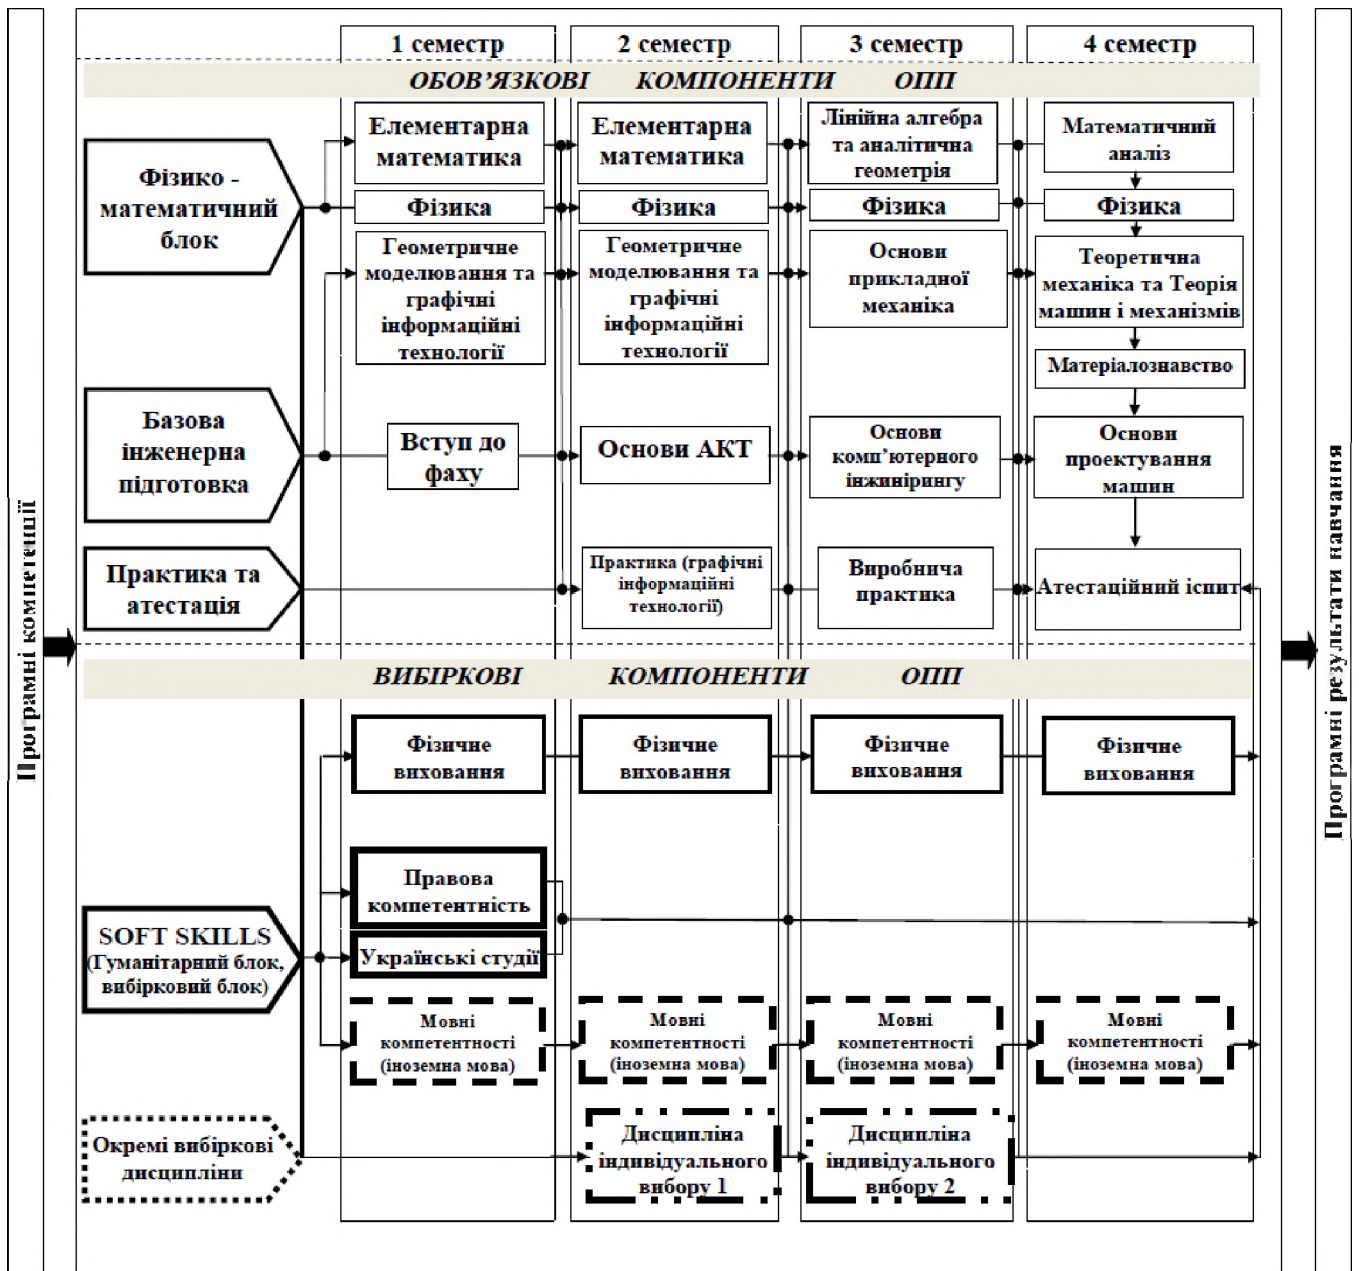 1 семестр
2 семестр
3 семестр
4 семестр
ОБОВ’ЯЗКОВІ КОМПОНЕНТИ ОПП
Фізико -
математичний
блок
Елементарна
математика
Елементарна
математика
Лінійна алгебра
та аналітична
геометрія
Математичний
аналіз
Фізика
Фізика
Фізика
Фізика
Геометричне
моделювання та
графічні
інформаційні
технології
Геометричне
моделювання та
графічні
інформаційні
технології
Основи
прикладної
механіка
Теоретична
механіка та Теорія
машин і механізмів
Матеріалознавство
Базова
інженерна
підготовка
Вступ до
фаху
Основи АКТ
Основи
комп’ютерного
інжинірингу
Основи
проектування
машин
Практика та
атестація
Практика (графічні
інформаційні
технології)
Виробнича
практика
Атестаційний іспит
Програмні компетенції
Програмні результати навчання
ВИБІРКОВІ КОМПОНЕНТИ ОПП
Фізичне
виховання
Фізичне
виховання
Фізичне
виховання
Фізичне
виховання
SOFT SKILLS
(Гуманітарний блок,
вибірковий блок)
Правова
компетентність
Українські студії
Мовні
компетентності
(іноземна мова)
Мовні
компетентності
(іноземна мова)
Мовні
компетентності
(іноземна мова)
Мовні
компетентності
(іноземна мова)
Окремі вибіркові
дисципліни
Дисципліна
індивідуального
вибору 1
Дисципліна
індивідуального
вибору 2